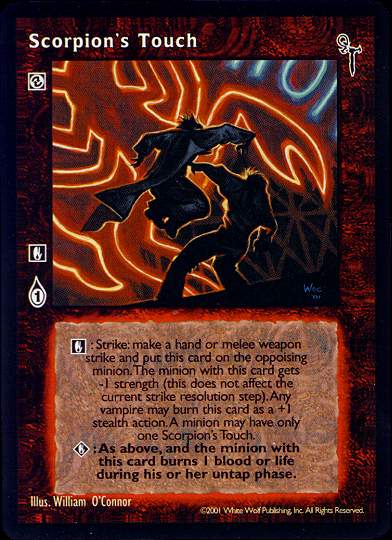 Scorpion's Touch
WOC
1
: Strike: make a hand or melee weapon
strike and put this card on the oppoising
minion. The minion with this card gets
-1 strength (this does not affect the
current strike resolution step). Any
vampire may burn this card as a +1
stealth action. A minion may have only
one Scorpion's Touch.
: As above, and the minion with
this card burns 1 blood or life
during his or her untap phase.
Illus. William O'Connor
©2001 White Wolf Publishing, Inc. All Rights Reserved.